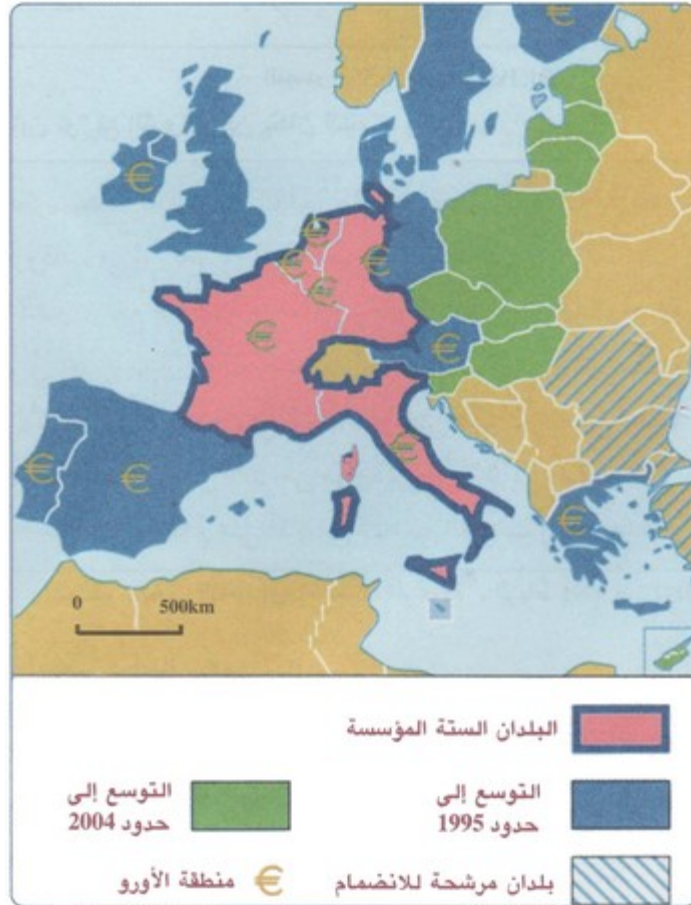 0 500km
البلدان الستة المؤسسة
التوسع إلى
حدود 1995
التوسع إلى
حدود 2004
بلدان مرشحة للانضمام
منطقة الأورو